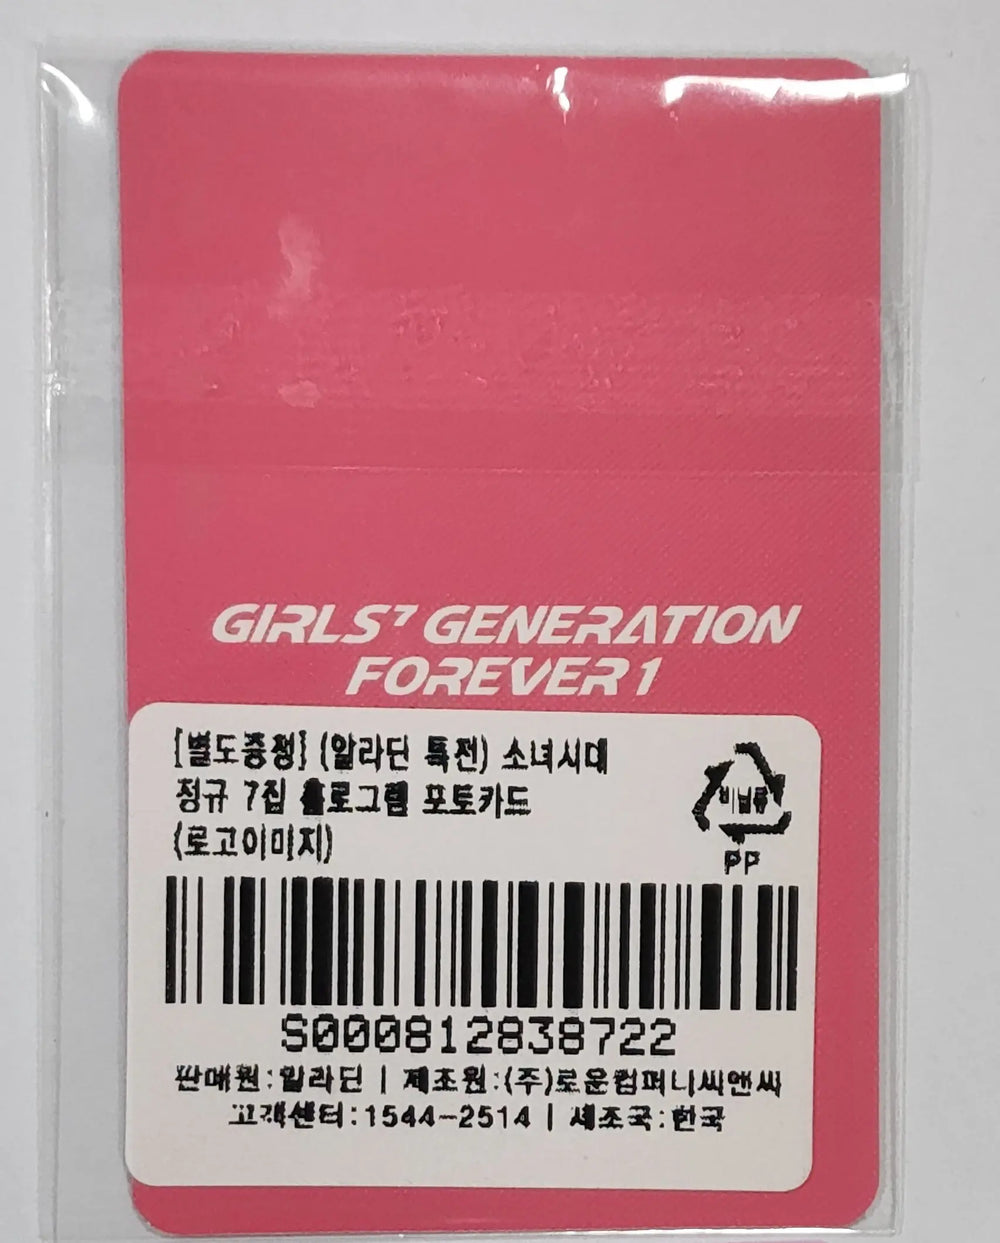 GIRLS⁷ GENERATION
FOREVER 1
[별도증정] (알라딘 특전) 소녀시대
정규 7집 홀로그램 포토카드
(로고이미지)
비닐류
PP
S000812838722
판매원:알라딘 | 제조원:(주)로운컴퍼니씨앤씨
고객센터:1544-2514 | 제조국:한국